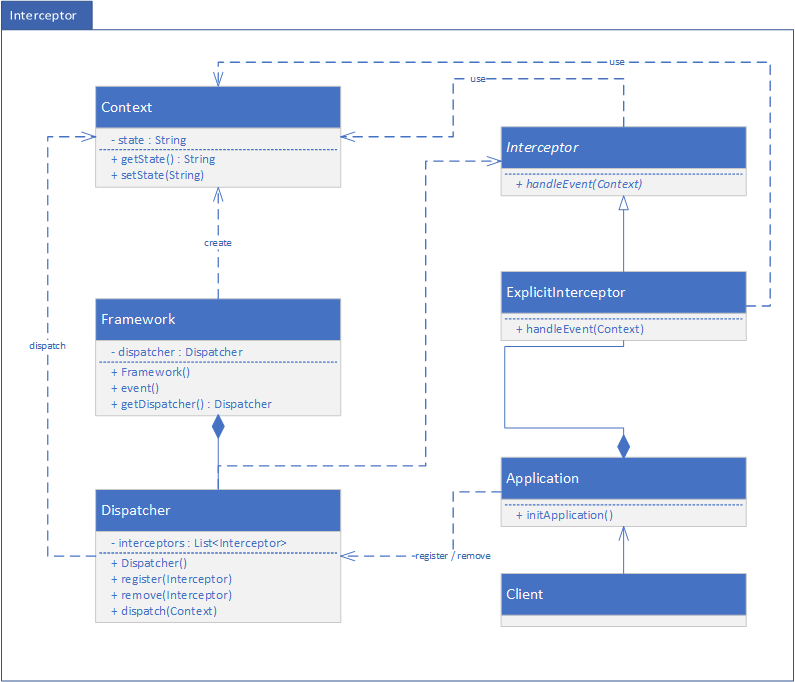 Interceptor
use
use
Context
- state : String
+ getState() : String
+ setState(String)
Interceptor
+ handleEvent(Context)
create
ExplicitInterceptor
+ handleEvent(Context)
Framework
- dispatcher : Dispatcher
+ Framework()
+ event()
+ getDispatcher() : Dispatcher
dispatch
Application
+ initApplication()
Dispatcher
- interceptors : List<Interceptor>
+ Dispatcher()
+ register(Interceptor)
+ remove(Interceptor)
+ dispatch(Context)
register / remove
Client